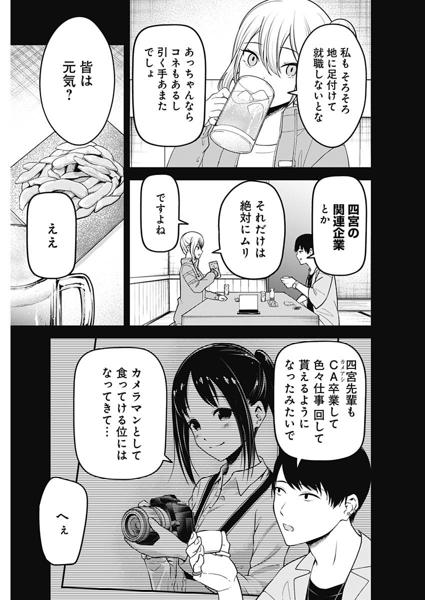 私もそろそろ
地に足付けて
就職しないとな
あっちゃんなら
コネもあるし
引く手あまた
でしょ
皆は
元気？
四宮の
関連企業
とか
それだけは
絶対にムリ
ですよね
ええ
四宮先輩も
CA卒業して
カメアシ
色々仕事回して
貰えるように
なったみたいで
カメラマンとして
食ってける位には
なってきて…
へぇ